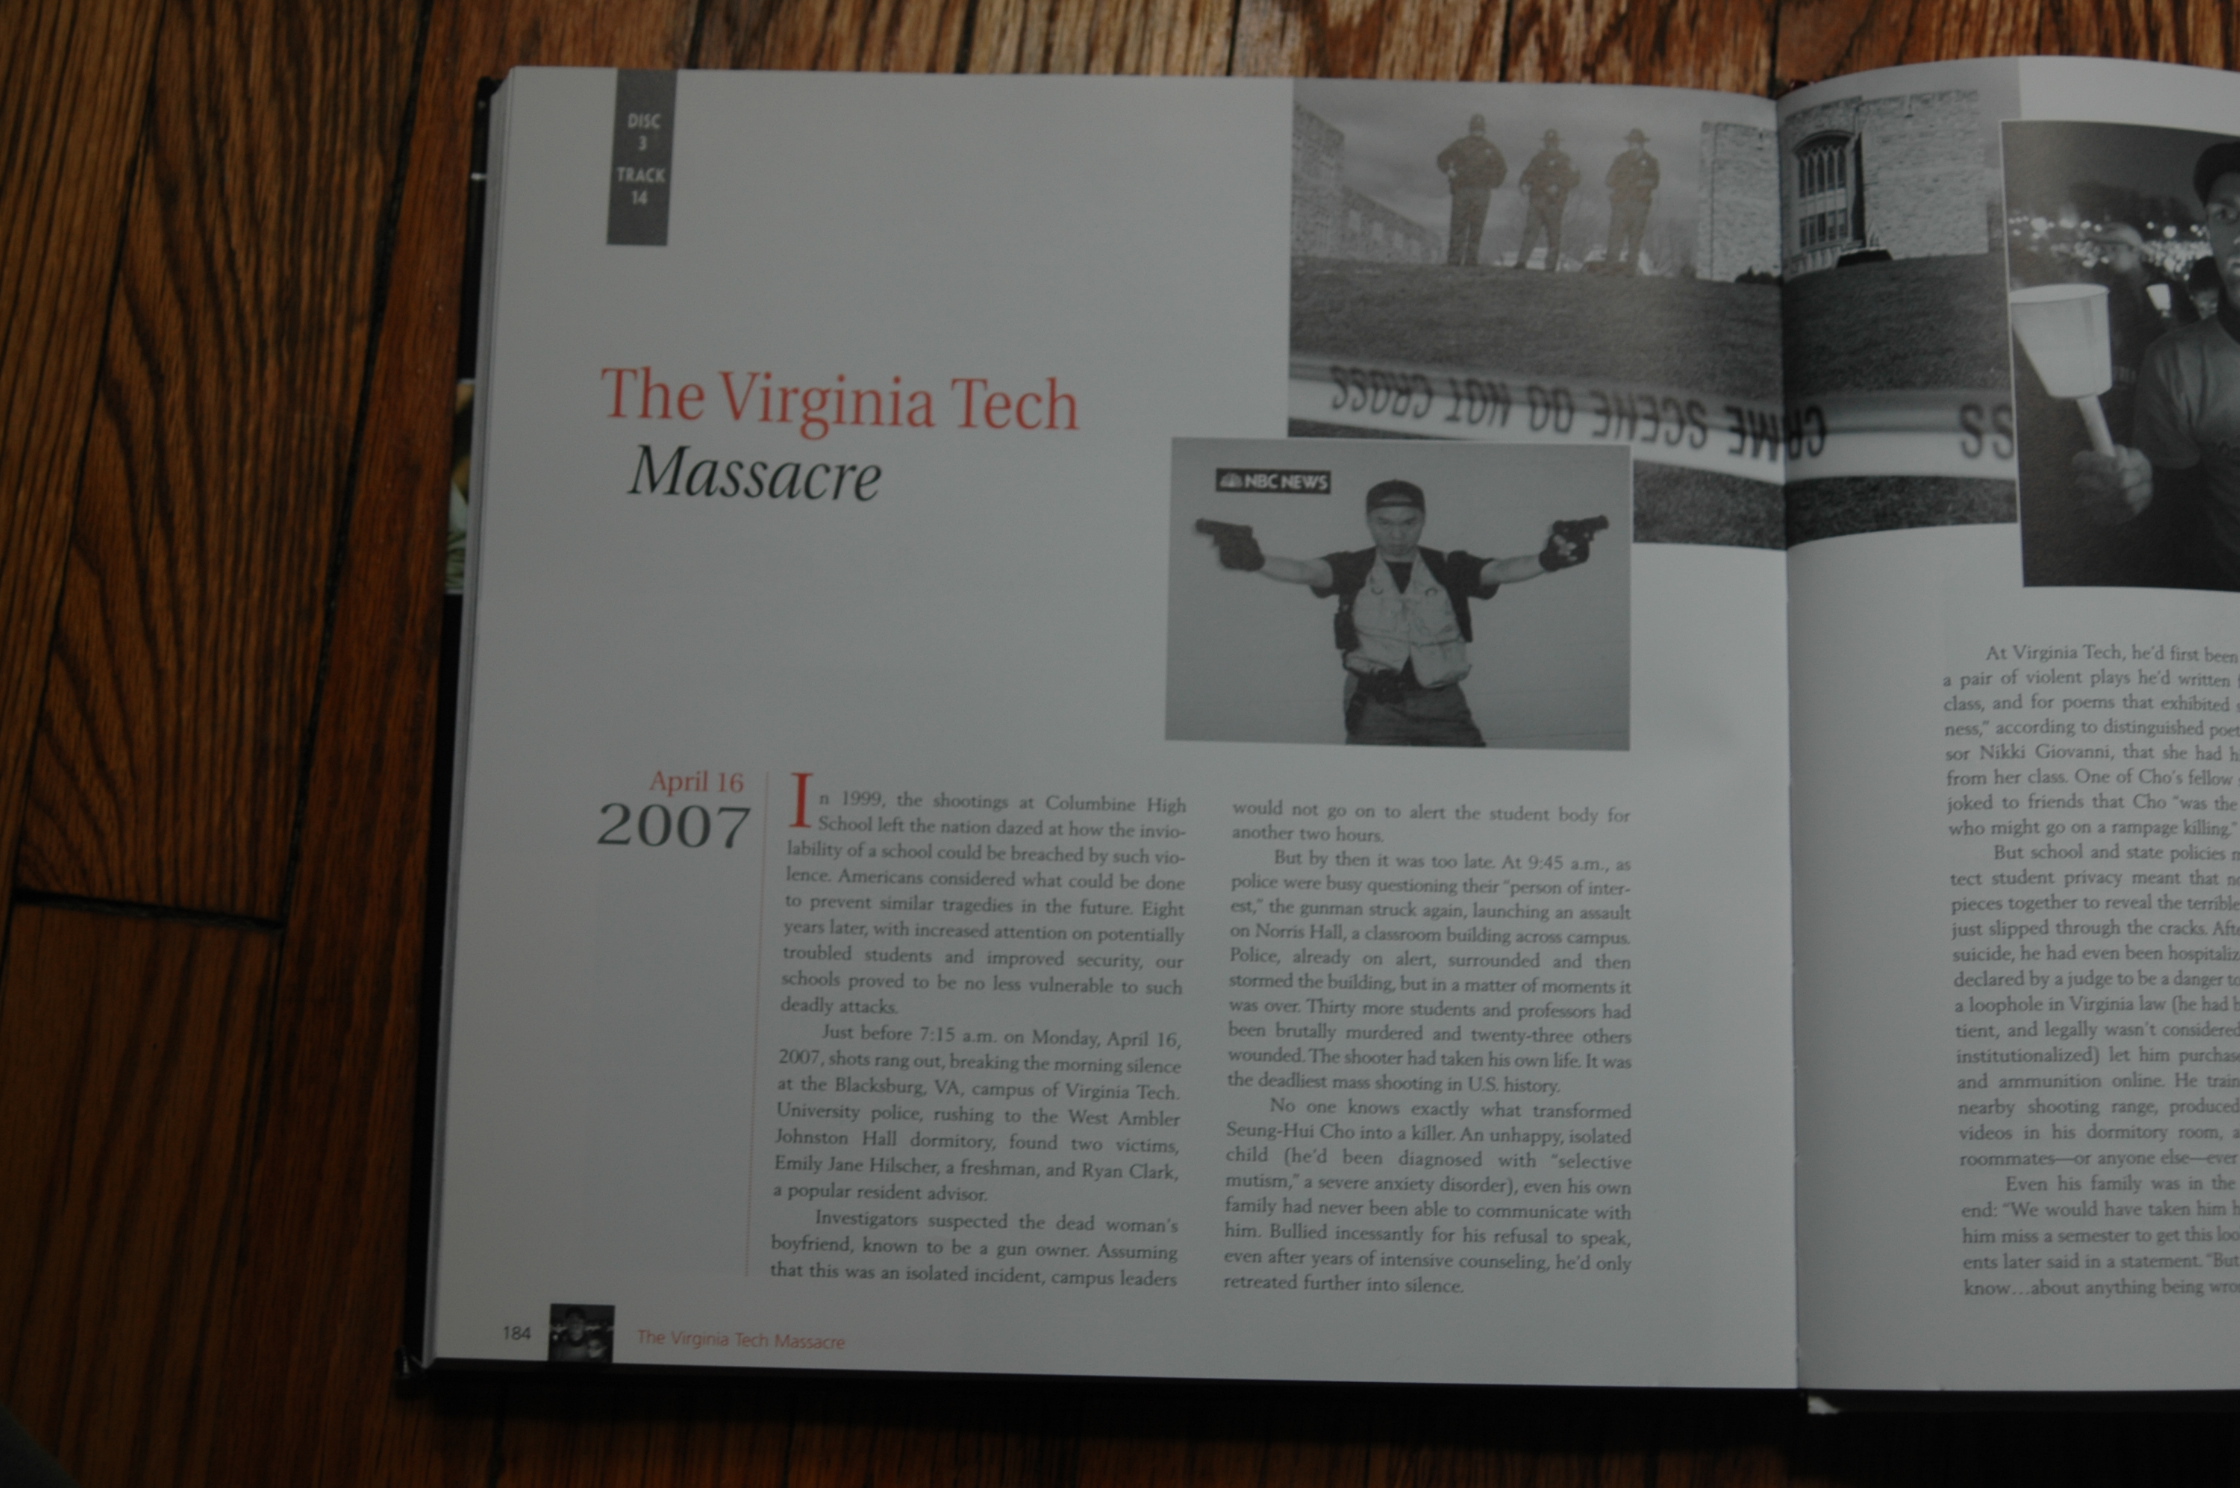 DISC
3
TRACK
14
The Virginia Tech
Massacre
CRIME SCENE DO NOT CROSS
SS
NBC NEWS
April 16
2007
In 1999, the shootings at Columbine High
School left the nation dazed at how the invio-
lability of a school could be breached by such vio-
lence. Americans considered what could be done
to prevent similar tragedies in the future. Eight
years later, with increased attention on potentially
troubled students and improved security, our
schools proved to be no less vulnerable to such
deadly attacks.
Just before 7:15 a.m. on Monday, April 16,
2007, shots rang out, breaking the morning silence
at the Blacksburg, VA, campus of Virginia Tech.
University police, rushing to the West Ambler
Johnston Hall dormitory, found two victims,
Emily Jane Hilscher, a freshman, and Ryan Clark,
a popular resident advisor.
Investigators suspected the dead woman's
boyfriend, known to be a gun owner. Assuming
that this was an isolated incident, campus leaders
would not go on to alert the student body for
another two hours.
But by then it was too late. At 9:45 a.m., as
police were busy questioning their "person of inter-
est," the gunman struck again, launching an assault
on Norris Hall, a classroom building across campus.
Police, already on alert, surrounded and then
stormed the building, but in a matter of moments it
was over. Thirty more students and professors had
been brutally murdered and twenty-three others
wounded. The shooter had taken his own life. It was
the deadliest mass shooting in U.S. history.
No one knows exactly what transformed
Seung-Hui Cho into a killer. An unhappy, isolated
child (he'd been diagnosed with "selective
mutism," a severe anxiety disorder), even his own
family had never been able to communicate with
him. Bullied incessantly for his refusal to speak,
even after years of intensive counseling, he'd only
retreated further into silence.
At Virginia Tech, he'd first been
a pair of violent plays he'd written
class, and for poems that exhibited
ness," according to distinguished poet
sor Nikki Giovanni, that she had
from her class. One of Cho's fellow
joked to friends that Cho "was the
who might go on a rampage killing."
But school and state policies
tect student privacy meant that
pieces together to reveal the terrible
just slipped through the cracks.
suicide, he had even been
declared by a judge to be a danger
a loophole in Virginia law (he had
tient, and legally wasn't considered
institutionalized) let him
and ammunition online. He
nearby shooting range, produced
videos in his dormitory room,
roommates—or anyone else—ever
Even his family was in the
end: "We would have taken him
him miss a semester to get this
ents later said in a statement. "But
know…about anything being
184
The Virginia Tech Massacre